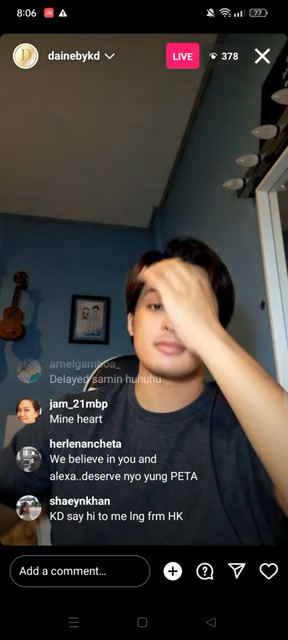 8:06
77
D
dainebykd
LIVE
378
arneigamboa_
Delayed samin huhuhu
jam_21mbp
Mine heart
herlenancheta
We believe in you and
alexa..deserve nyo yung PETA
shaeynkhan
KD say hi to me lng frm HK
Add a comment...